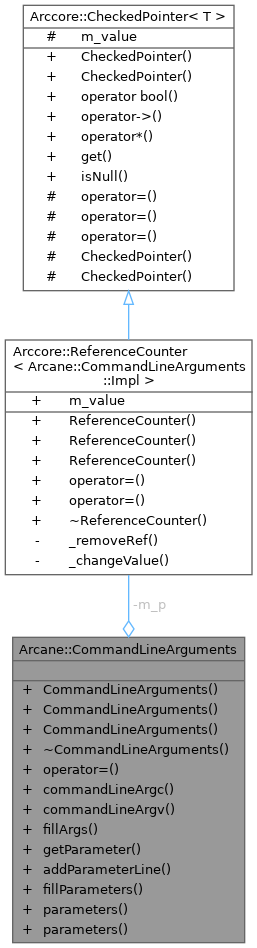 Arccore::CheckedPointer< T >
# m_value
+ CheckedPointer()
+ CheckedPointer()
+ operator bool()
+ operator->()
+ operator*()
+ get()
+ isNull()
# operator=()
# operator=()
# operator=()
# CheckedPointer()
# CheckedPointer()
Arccore::ReferenceCounter
< Arcane::CommandLineArguments
::Impl >
+ m_value
+ ReferenceCounter()
+ ReferenceCounter()
+ ReferenceCounter()
+ operator=()
+ operator=()
+ ~ReferenceCounter()
- _removeRef()
- _changeValue()
-m_p
Arcane::CommandLineArguments
+ CommandLineArguments()
+ CommandLineArguments()
+ CommandLineArguments()
+ ~CommandLineArguments()
+ operator=()
+ commandLineArgc()
+ commandLineArgv()
+ fillArgs()
+ getParameter()
+ addParameterLine()
+ fillParameters()
+ parameters()
+ parameters()